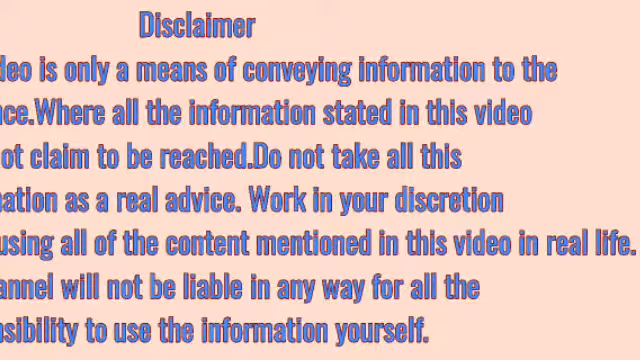 Disclaimer
deo is only a means of conveying information to the
nce.Where all the information stated in this video
ot claim to be reached.Do not take all this
nation as a real advice. Work in your discretion
using all of the content mentioned in this video in real life.
annel will not be liable in any way for all the
nsibility to use the information yourself.